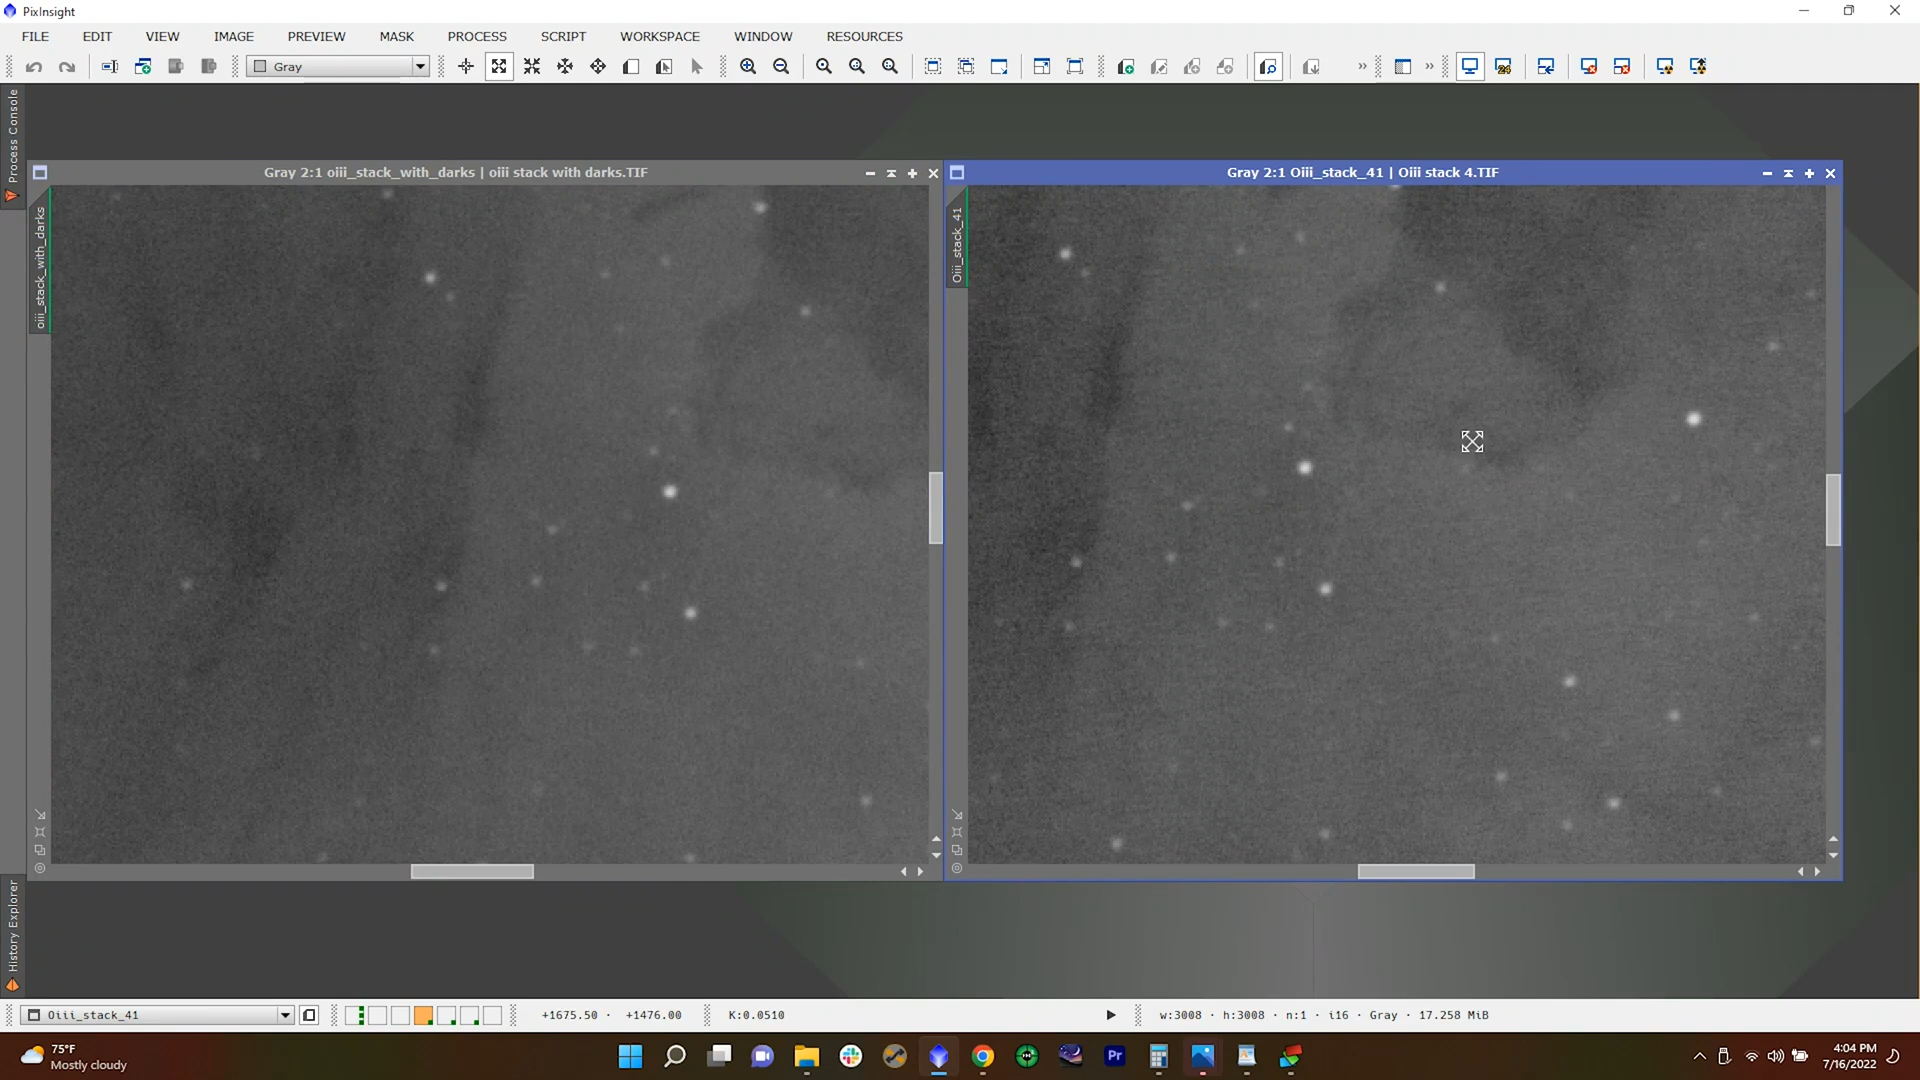 PixInsight
FILE EDIT VIEW IMAGE PREVIEW MASK PROCESS SCRIPT WORKSPACE WINDOW RESOURCES
Gray
24
Process Console
Gray 2:1 oiii_stack_with_darks | oiii stack with darks.TIF
Gray 2:1 Oiii_stack_41 | Oiii stack 4.TIF
oiii_stack_with_darks
Oiii_stack_41
History Explorer
Oiii_stack_41
+1675.50 · +1476.00
K:0.0510
w:3008 · h:3008 · n:1 · i16 · Gray · 17.258 MiB
75°F
Mostly cloudy
Pr
4:04 PM
7/16/2022